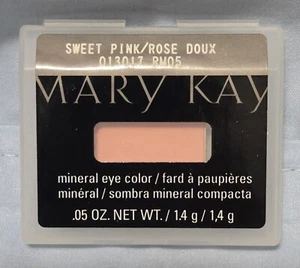 SWEET PINK/ROSE DOUX
013017 RW05
MARY KAY
mineral eye color / fard à paupières
minéral / sombra mineral compacta
.05 OZ. NET WT. / 1.4 g / 1,4 g